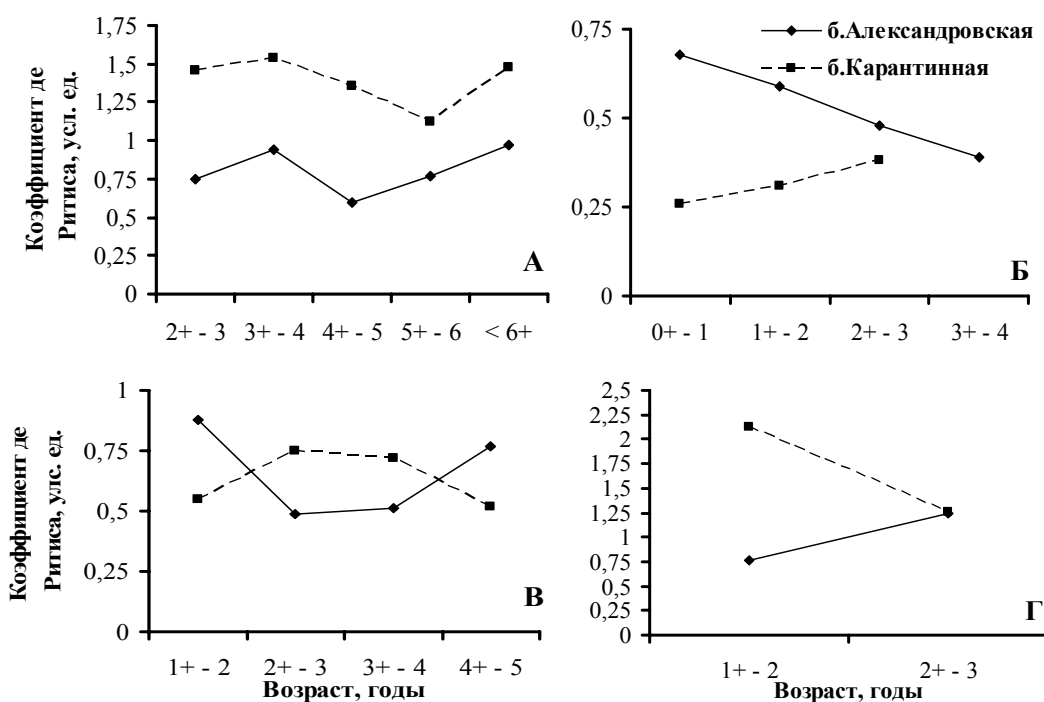 Коэффициент де
Ритиса, усл. ед.
1,75
1,5
1,25
1
0,75
0,5
0,25
0
2+ - 3 3+ - 4 4+ - 5 5+ - 6 < 6+
А
0,75
0,5
0,25
0
0+ - 1 1+ - 2 2+ - 3 3+ - 4
б.Александровская
б.Карантинная
Б
Коэффициент де
Ритиса, улс. ед.
1
0,75
0,5
0,25
0
1+ - 2 2+ - 3 3+ - 4 4+ - 5
Возраст, годы
В
2,5
2,25
2
1,75
1,5
1,25
1
0,75
0,5
0,25
0
1+ - 2 2+ - 3
Возраст, годы
Г